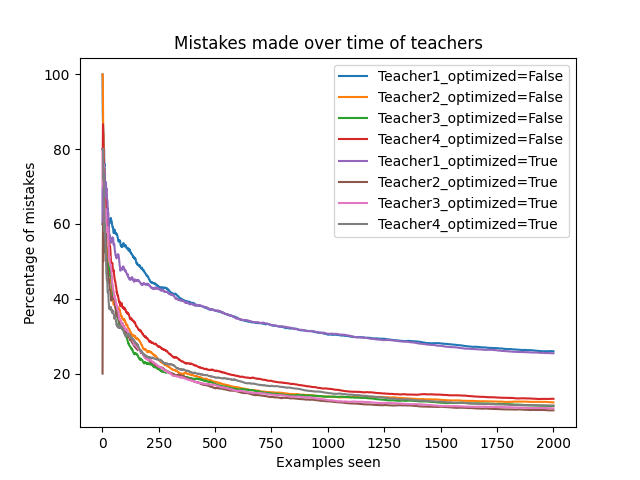 Mistakes made over time of teachers
Percentage of mistakes
100
80
60
40
20
Teacher1_optimized=False
Teacher2_optimized=False
Teacher3_optimized=False
Teacher4_optimized=False
Teacher1_optimized=True
Teacher2_optimized=True
Teacher3_optimized=True
Teacher4_optimized=True
0 250 500 750 1000 1250 1500 1750 2000
Examples seen